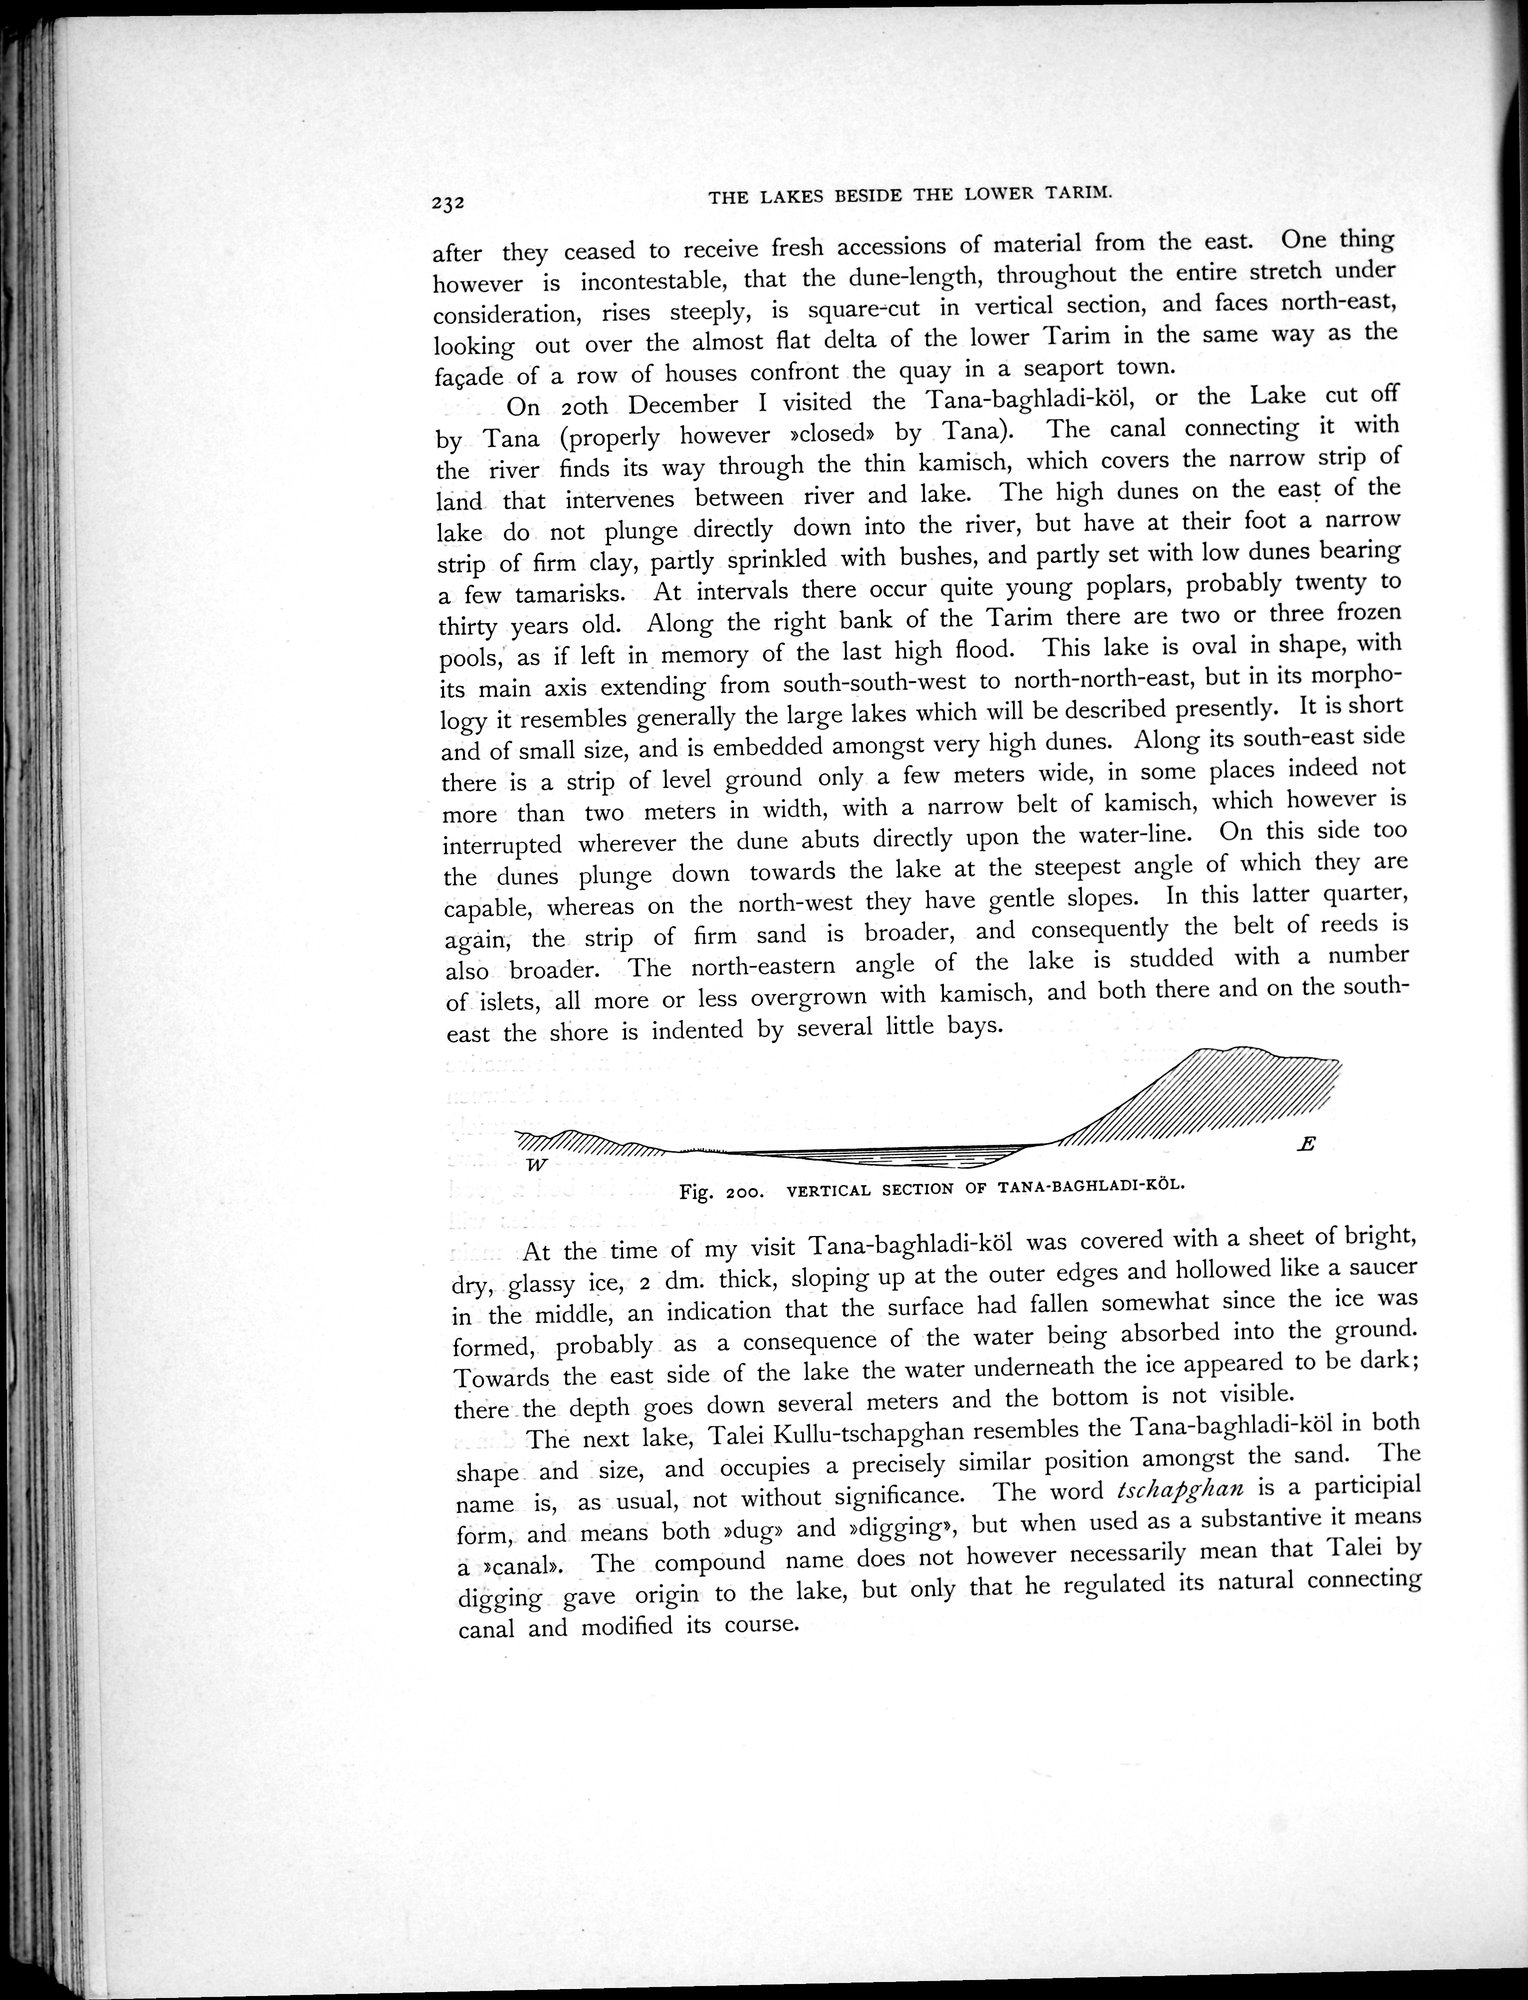 232
THE LAKES BESIDE THE LOWER TARIM.
after they ceased to receive fresh accessions of material from the east. One thing
however is incontestable, that the dune-length, throughout the entire stretch under
consideration, rises steeply, is square-cut in vertical section, and faces north-east,
looking out over the almost flat delta of the lower Tarim in the same way as the
façade of a row of houses confront the quay in a seaport town.
On 20th December I visited the Tana-baghladi-köl, or the Lake cut off
by Tana (properly however »closed» by Tana). The canal connecting it with
the river finds its way through the thin kamisch, which covers the narrow strip of
land that intervenes between river and lake. The high dunes on the east of the
lake do not plunge directly down into the river, but have at their foot a narrow
strip of firm clay, partly sprinkled with bushes, and partly set with low dunes bearing
a few tamarisks. At intervals there occur quite young poplars, probably twenty to
thirty years old. Along the right bank of the Tarim there are two or three frozen
pools, as if left in memory of the last high flood. This lake is oval in shape, with
its main axis extending from south-south-west to north-north-east, but in its morpho-
logy it resembles generally the large lakes which will be described presently. It is short
and of small size, and is embedded amongst very high dunes. Along its south-east side
there is a strip of level ground only a few meters wide, in some places indeed not
more than two meters in width, with a narrow belt of kamisch, which however is
interrupted wherever the dune abuts directly upon the water-line. On this side too
the dunes plunge down towards the lake at the steepest angle of which they are
capable, whereas on the north-west they have gentle slopes. In this latter quarter,
again, the strip of firm sand is broader, and consequently the belt of reeds is
also broader. The north-eastern angle of the lake is studded with a number
of islets, all more or less overgrown with kamisch, and both there and on the south-
east the shore is indented by several little bays.
W
E
Fig. 200. VERTICAL SECTION OF TANA-BAGHLADI-KÖL.
At the time of my visit Tana-baghladi-köl was covered with a sheet of bright,
dry, glassy ice, 2 dm. thick, sloping up at the outer edges and hollowed like a saucer
in the middle, an indication that the surface had fallen somewhat since the ice was
formed, probably as a consequence of the water being absorbed into the ground.
Towards the east side of the lake the water underneath the ice appeared to be dark;
there the depth goes down several meters and the bottom is not visible.
The next lake, Talei Kullu-tschapghan resembles the Tana-baghladi-köl in both
shape and size, and occupies a precisely similar position amongst the sand. The
name is, as usual, not without significance. The word tschapghan is a participial
form, and means both »dug» and »digging», but when used as a substantive it means
a »canal». The compound name does not however necessarily mean that Talei by
digging gave origin to the lake, but only that he regulated its natural connecting
canal and modified its course.